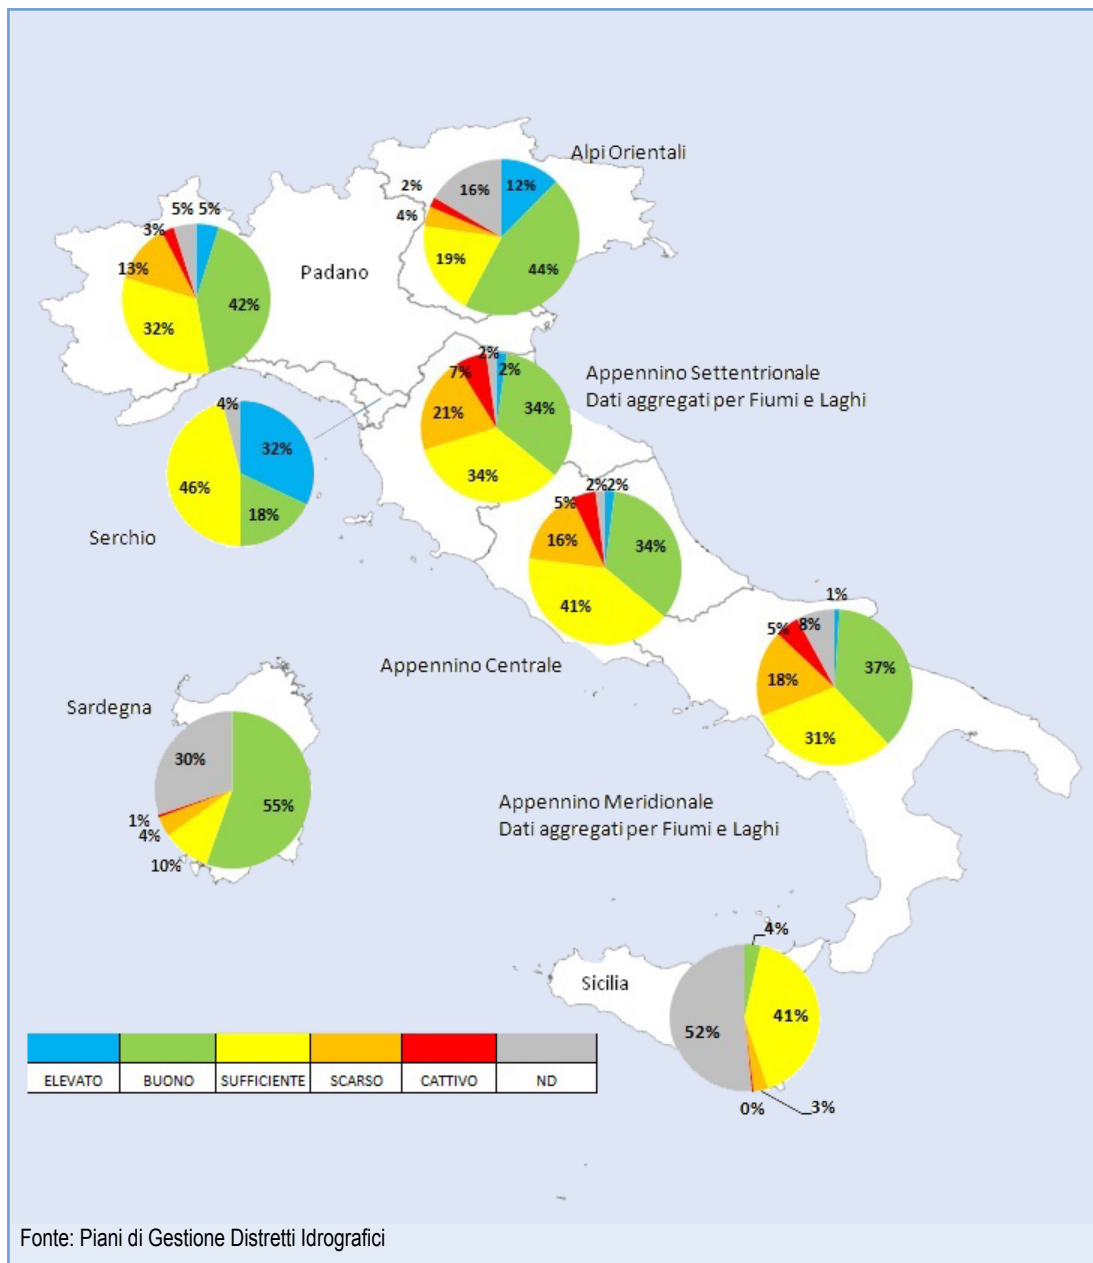 Alpi Orientali
2%
16%
12%
4%
19%
44%
5%
5%
3%
13%
42%
32%
Padano
2%
2%
7%
34%
21%
34%
Appennino Settentrionale
Dati aggregati per Fiumi e Laghi
4%
32%
46%
18%
Serchio
2%
2%
5%
34%
16%
41%
Appennino Centrale
1%
5%
8%
37%
18%
31%
Appennino Meridionale
Dati aggregati per Fiumi e Laghi
Sardegna
30%
55%
1%
4%
10%
Sicilia
4%
41%
52%
0%
3%
ELEVATO
BUONO
SUFFICIENTE
SCARSO
CATTIVO
ND
Fonte: Piani di Gestione Distretti Idrografici